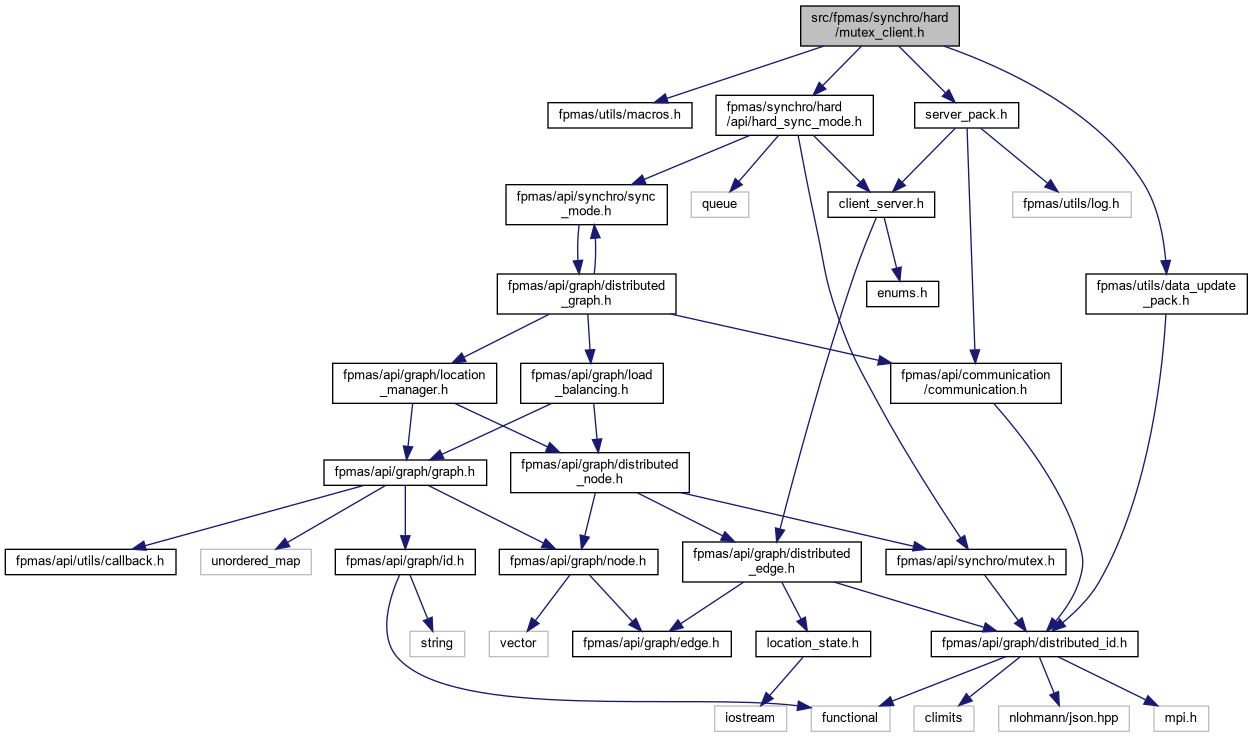 src/fpmas/synchro/hard
/mutex_client.h
fpmas/utils/macros.h
fpmas/synchro/hard
/api/hard_sync_mode.h
server_pack.h
fpmas/api/synchro/sync
_mode.h
queue
client_server.h
fpmas/utils/log.h
fpmas/api/graph/distributed
_graph.h
enums.h
fpmas/utils/data_update
_pack.h
fpmas/api/graph/location
_manager.h
fpmas/api/graph/load
_balancing.h
fpmas/api/communication
/communication.h
fpmas/api/graph/graph.h
fpmas/api/graph/distributed
_node.h
fpmas/api/utils/callback.h
unordered_map
fpmas/api/graph/id.h
fpmas/api/graph/node.h
fpmas/api/graph/distributed
_edge.h
fpmas/api/synchro/mutex.h
string
vector
fpmas/api/graph/edge.h
location_state.h
fpmas/api/graph/distributed_id.h
iostream
functional
climits
nlohmann/json.hpp
mpi.h